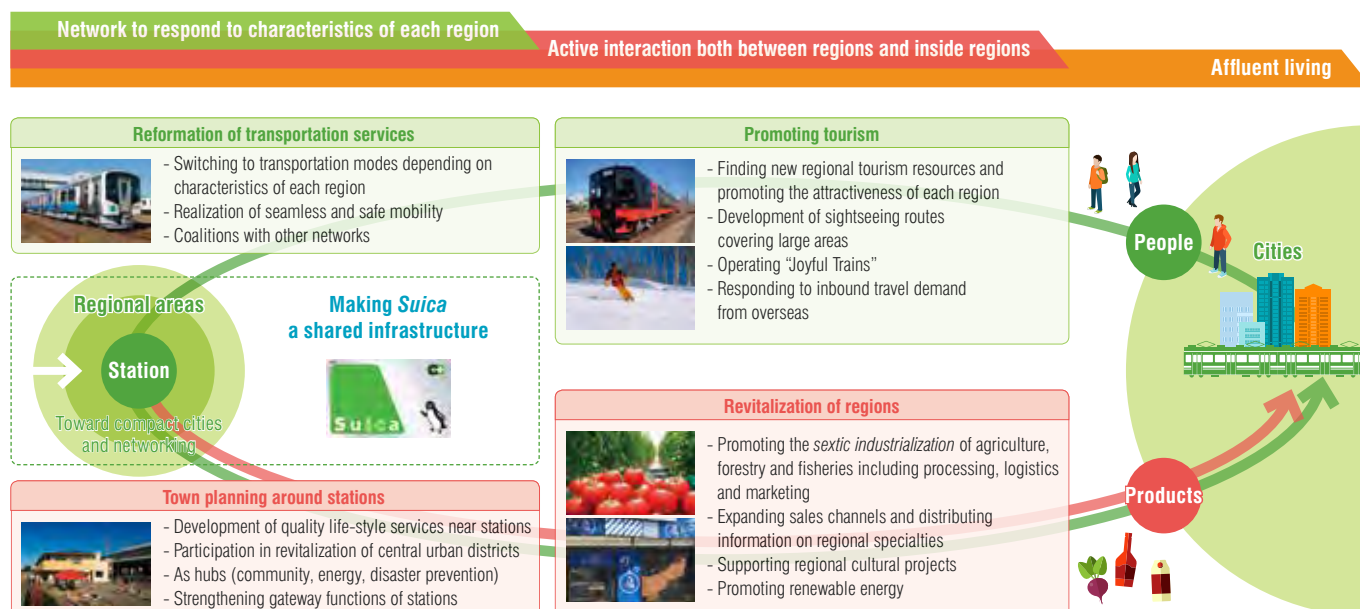 Network to respond to characteristics of each region
Active interaction both between regions and inside regions
Affluent living
Reformation of transportation services
- Switching to transportation modes depending on
characteristics of each region
- Realization of seamless and safe mobility
- Coalitions with other networks
Promoting tourism
- Finding new regional tourism resources and
promoting the attractiveness of each region
- Development of sightseeing routes
covering large areas
- Operating “Joyful Trains”
- Responding to inbound travel demand
from overseas
People
Cities
Regional areas
Station
Toward compact cities
and networking
Making Suica
a shared infrastructure
Suica
Revitalization of regions
- Promoting the sextic industrialization of agriculture,
forestry and fisheries including processing, logistics
and marketing
- Expanding sales channels and distributing
information on regional specialties
- Supporting regional cultural projects
- Promoting renewable energy
Products
Town planning around stations
- Development of quality life-style services near stations
- Participation in revitalization of central urban districts
- As hubs (community, energy, disaster prevention)
- Strengthening gateway functions of stations